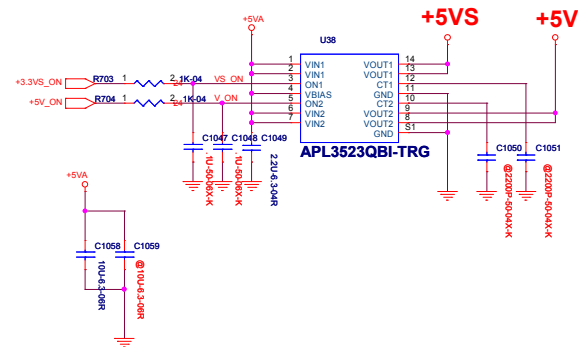 +5VS
+5V
+5VA
U38
1 VIN1 VOUT1 14
2 VIN1 VOUT1 13
+3.3VS_ON R703 1 2 1K-04 VS_ON 3 ON1 CT1 12
4 VBIAS GND 11
+5V_ON R704 1 2 1K-04 V_ON 5 ON2 CT2 10
6 VIN2 VOUT2 9
7 VIN2 VOUT2 8
GND S1
APL3523QBI-TRG
C1047
.1U-50-06X-K
C1048
.1U-50-06X-K
C1049
2.2U-6.3-04R
C1050
@2200P-50-04X-K
C1051
@2200P-50-04X-K
+5VA
C1058
10U-6.3-06R
C1059
@10U-6.3-06R